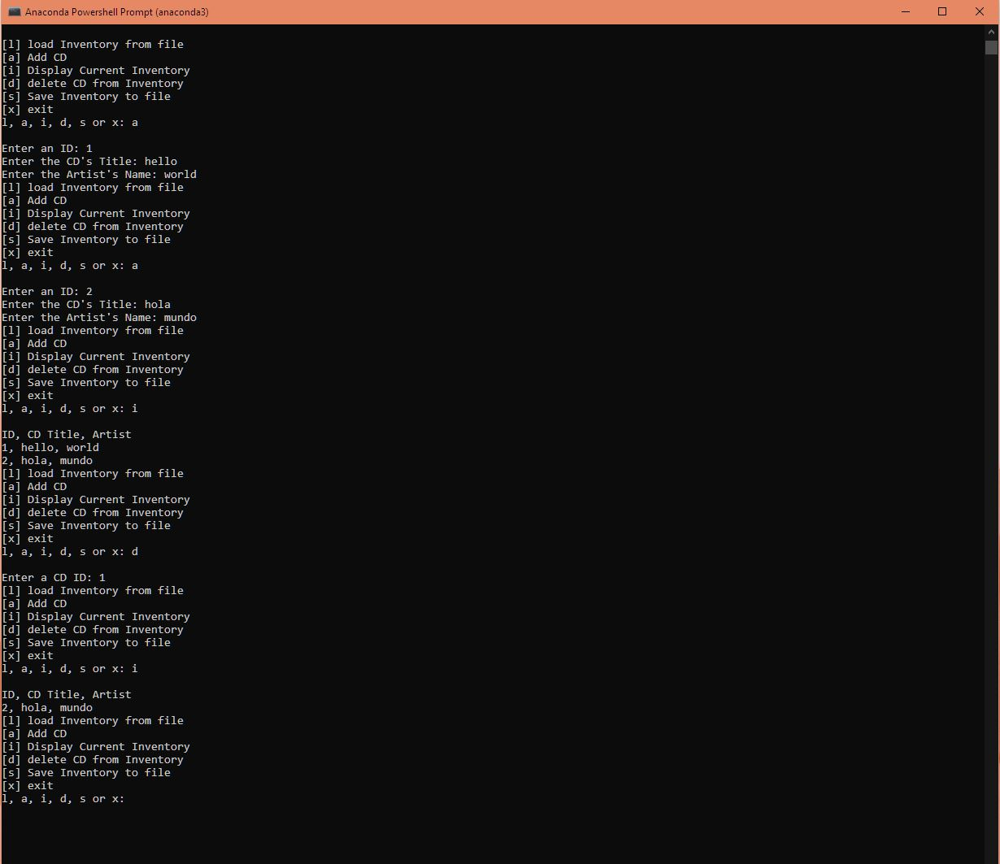 Anaconda Powershell Prompt (anaconda3)
[l] load Inventory from file
[a] Add CD
[i] Display Current Inventory
[d] delete CD from Inventory
[s] Save Inventory to file
[x] exit
l, a, i, d, s or x: a
Enter an ID: 1
Enter the CD's Title: hello
Enter the Artist's Name: world
[l] load Inventory from file
[a] Add CD
[i] Display Current Inventory
[d] delete CD from Inventory
[s] Save Inventory to file
[x] exit
l, a, i, d, s or x: a
Enter an ID: 2
Enter the CD's Title: hola
Enter the Artist's Name: mundo
[l] load Inventory from file
[a] Add CD
[i] Display Current Inventory
[d] delete CD from Inventory
[s] Save Inventory to file
[x] exit
l, a, i, d, s or x: i
ID, CD Title, Artist
1, hello, world
2, hola, mundo
[l] load Inventory from file
[a] Add CD
[i] Display Current Inventory
[d] delete CD from Inventory
[s] Save Inventory to file
[x] exit
l, a, i, d, s or x: d
Enter a CD ID: 1
[l] load Inventory from file
[a] Add CD
[i] Display Current Inventory
[d] delete CD from Inventory
[s] Save Inventory to file
[x] exit
l, a, i, d, s or x: i
ID, CD Title, Artist
2, hola, mundo
[l] load Inventory from file
[a] Add CD
[i] Display Current Inventory
[d] delete CD from Inventory
[s] Save Inventory to file
[x] exit
l, a, i, d, s or x: